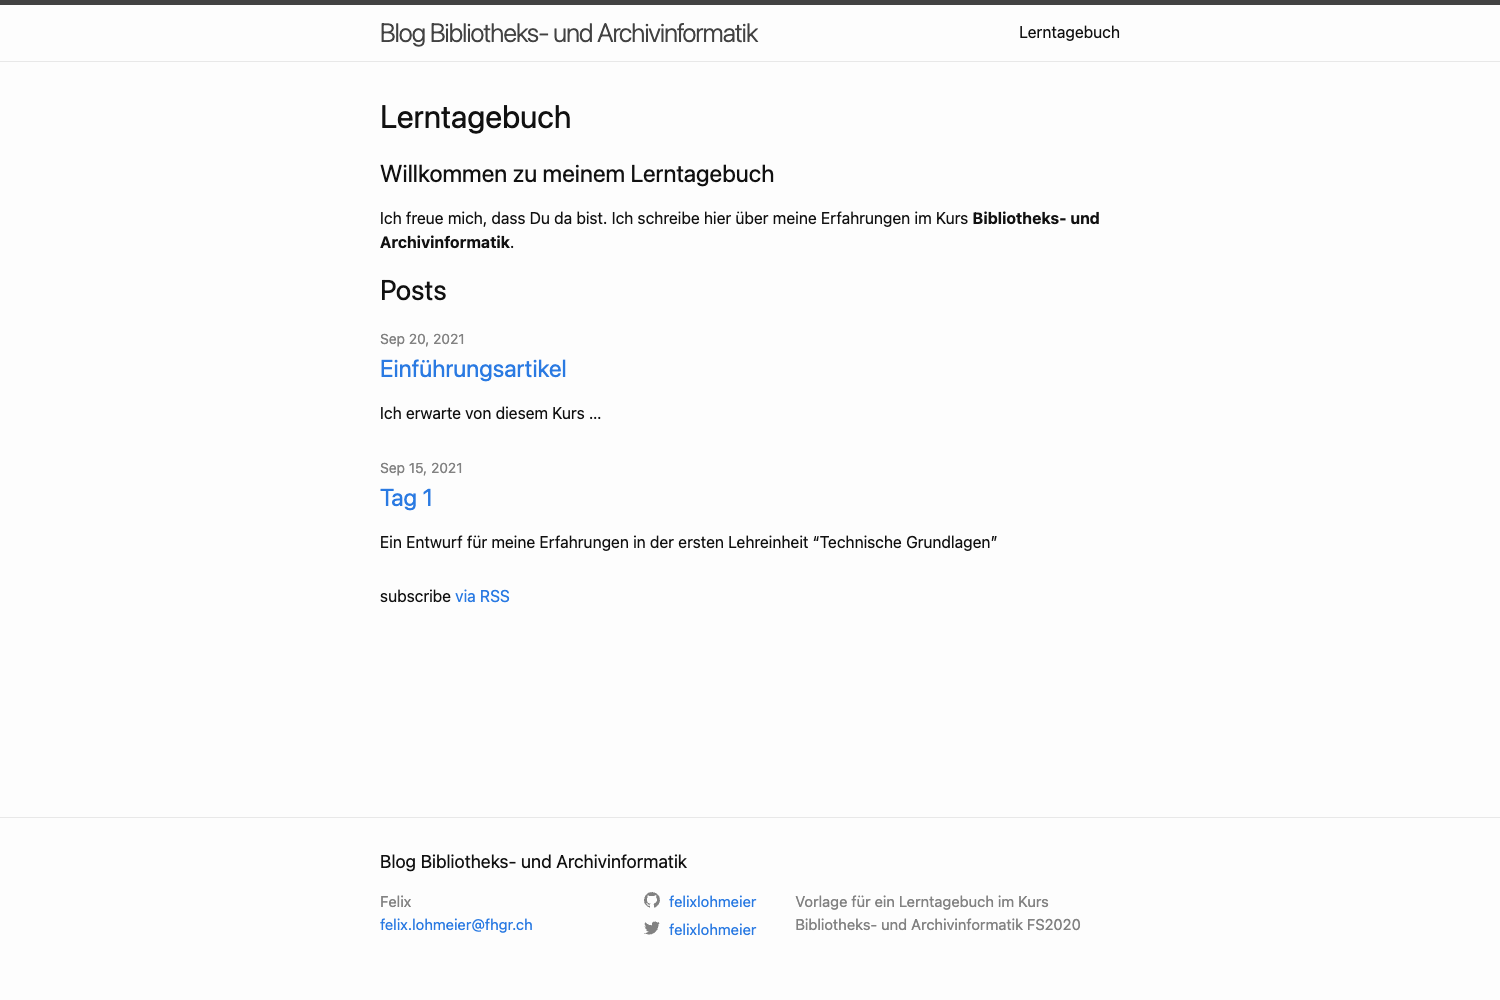 Blog Bibliotheks- und Archivinformatik
Lerntagebuch
Lerntagebuch
Willkommen zu meinem Lerntagebuch
Ich freue mich, dass Du da bist. Ich schreibe hier über meine Erfahrungen im Kurs Bibliotheks- und
Archivinformatik.
Posts
Sep 20, 2021
Einführungsartikel
Ich erwarte von diesem Kurs ...
Sep 15, 2021
Tag 1
Ein Entwurf für meine Erfahrungen in der ersten Lehreinheit “Technische Grundlagen”
subscribe via RSS
Blog Bibliotheks- und Archivinformatik
Felix
felix.lohmeier@fhgr.ch
felixlohmeier
felixlohmeier
Vorlage für ein Lerntagebuch im Kurs
Bibliotheks- und Archivinformatik FS2020